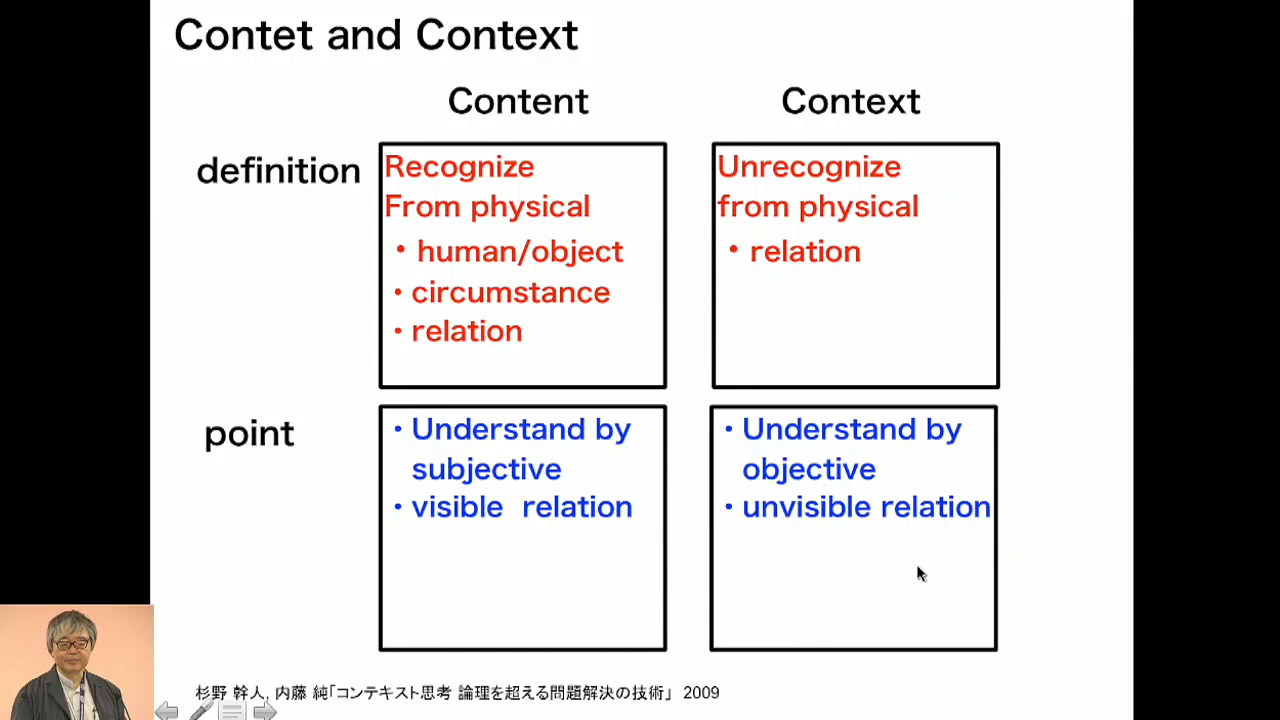 Contet and Context
Content
Context
definition
Recognize
From physical
・human/object
・circumstance
・relation
Unrecognize
from physical
・relation
point
・Understand by
subjective
・visible relation
・Understand by
objective
・unvisible relation
杉野 幹人, 内藤 純「コンテキスト思考 論理を超える問題解決の技術」 2009